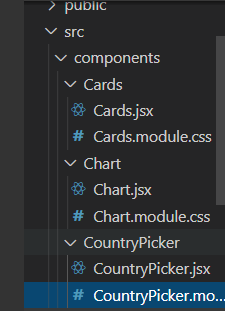 public
src
components
Cards
Cards.jsx
# Cards.module.css
Chart
Chart.jsx
# Chart.module.css
CountryPicker
CountryPicker.jsx
# CountryPicker.mo...